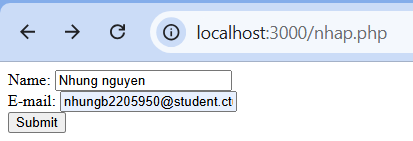 localhost:3000/nhap.php
Name: Nhung nguyen
E-mail: nhungb2205950@student.ct
Submit